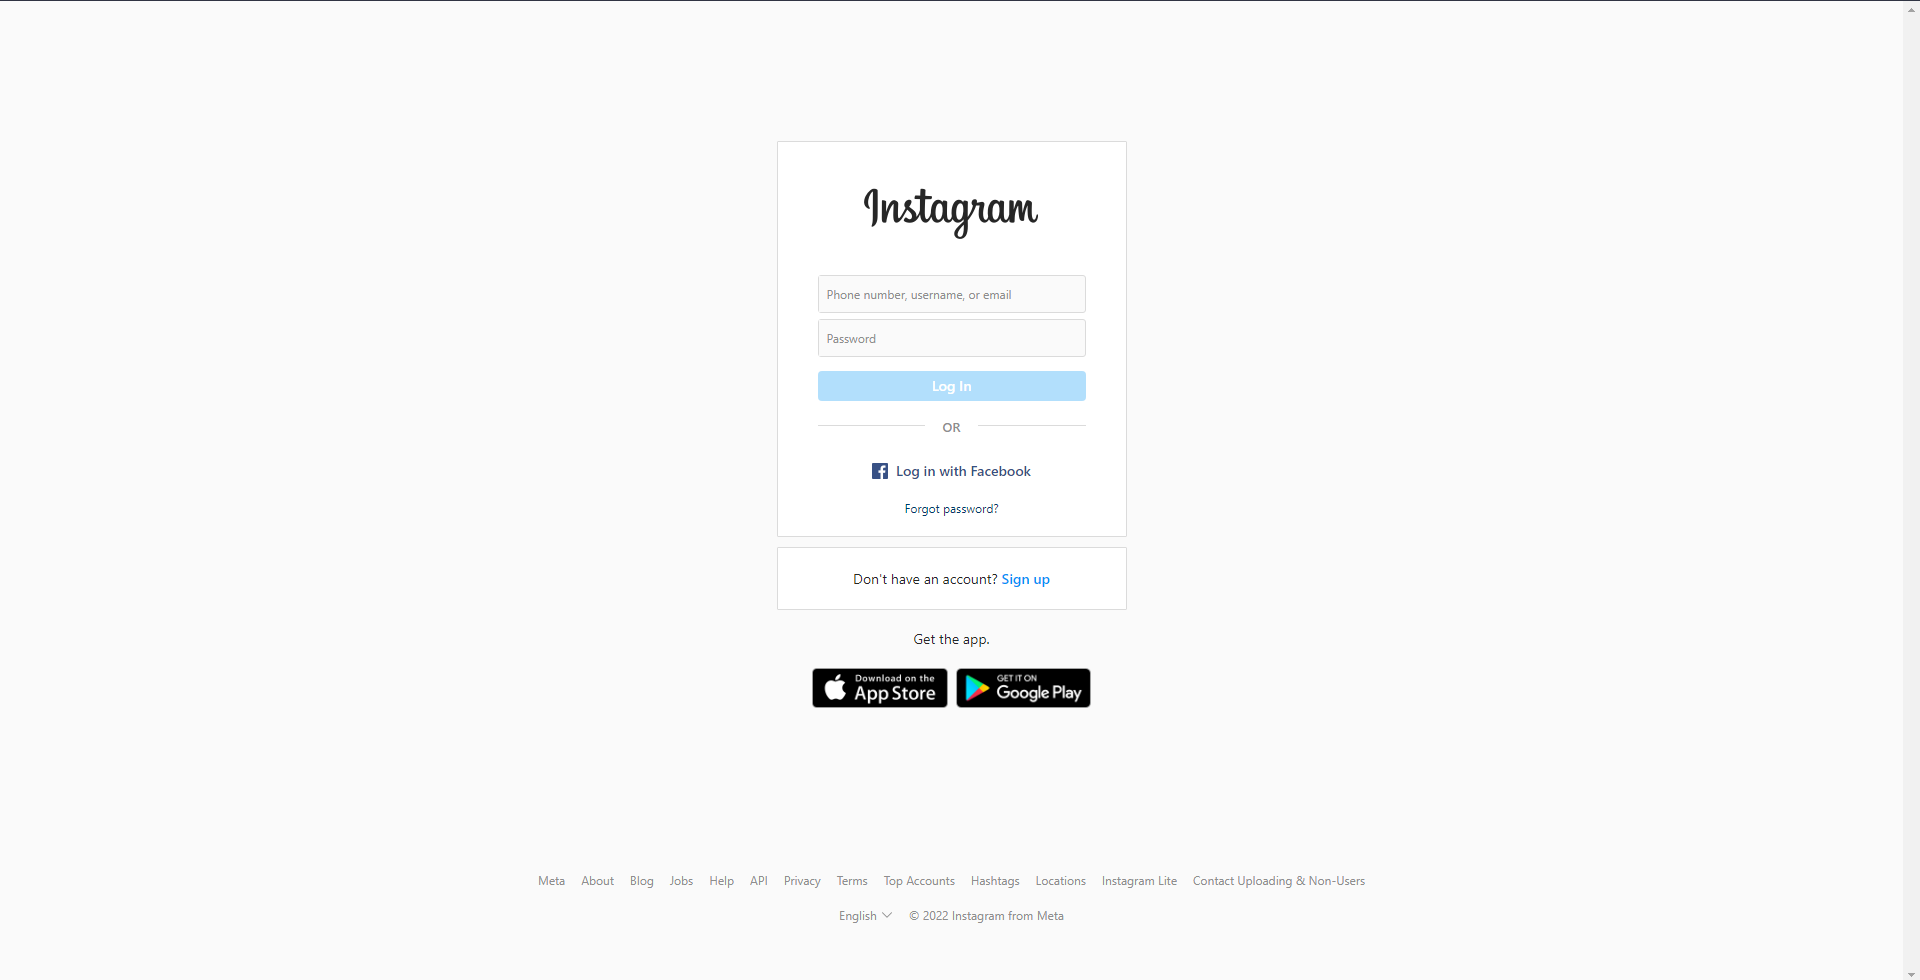 Instagram
Phone number, username, or email
Password
Log In
OR
Log in with Facebook
Forgot password?
Don't have an account? Sign up
Get the app.
Download on the
App Store
GET IT ON
Google Play
Meta About Blog Jobs Help API Privacy Terms Top Accounts Hashtags Locations Instagram Lite Contact Uploading & Non-Users
English © 2022 Instagram from Meta